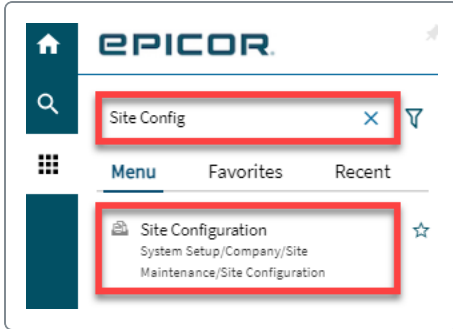 EPICOR
Site Config
Menu Favorites Recent
Site Configuration
System Setup/Company/Site
Maintenance/Site Configuration